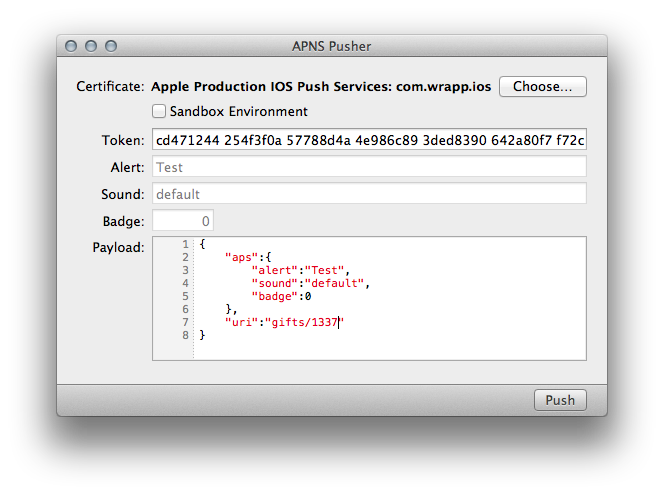 APNS Pusher
Certificate: Apple Production IOS Push Services: com.wrapp.ios Choose...
Sandbox Environment
Token: cd471244 254f3f0a 57788d4a 4e986c89 3ded8390 642a80f7 f72c
Alert: Test
Sound: default
Badge: 0
Payload: 1 {
2 "aps":{
3 "alert":"Test",
4 "sound":"default",
5 "badge":0
6 },
7 "uri":"gifts/1337"
8 }
Push